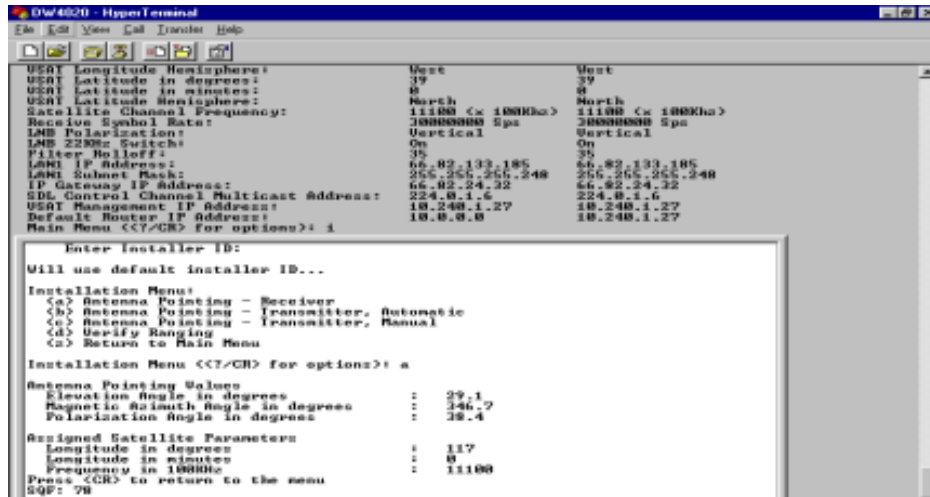 DW4020 - HyperTerminal
File Edit View Call Transfer Help
VSAT Longitude Hemisphere: West West
VSAT Latitude in degrees: 39 39
VSAT Latitude in minutes: 0 0
VSAT Latitude Hemisphere: North North
Satellite Channel Frequency: 11100 (x 100Khz) 11100 (x 100Khz)
Receive Symbol Rate: 30000000 Sps 30000000 Sps
LNB Polarization: Vertical Vertical
LNB 22KHz Switch: On On
Filter Rolloff: 35 35
LAN1 IP Address: 66.82.133.185 66.82.133.185
LAN1 Subnet Mask: 255.255.255.248 255.255.255.248
IP Gateway IP Address: 66.82.24.32 66.82.24.32
SDL Control Channel Multicast Address: 224.0.1.6 224.0.1.6
VSAT Management IP Address: 10.240.1.27 10.240.1.27
Default Router IP Address: 10.0.0.0 10.240.1.27
Main Menu (<?/CR> for options): i
Enter Installer ID:
Will use default installer ID...
Installation Menu:
(a) Antenna Pointing - Receiver
(b) Antenna Pointing - Transmitter, Automatic
(c) Antenna Pointing - Transmitter, Manual
(d) Verify Ranging
(z) Return to Main Menu
Installation Menu (<?/CR> for options): a
Antenna Pointing Values
Elevation Angle in degrees : 29.1
Magnetic Azimuth Angle in degrees : 346.7
Polarization Angle in degrees : 38.4
Assigned Satellite Parameters
Longitude in degrees : 117
Longitude in minutes : 0
Frequency in 100KHz : 11100
Press <CR> to return to the menu
SQF: 78